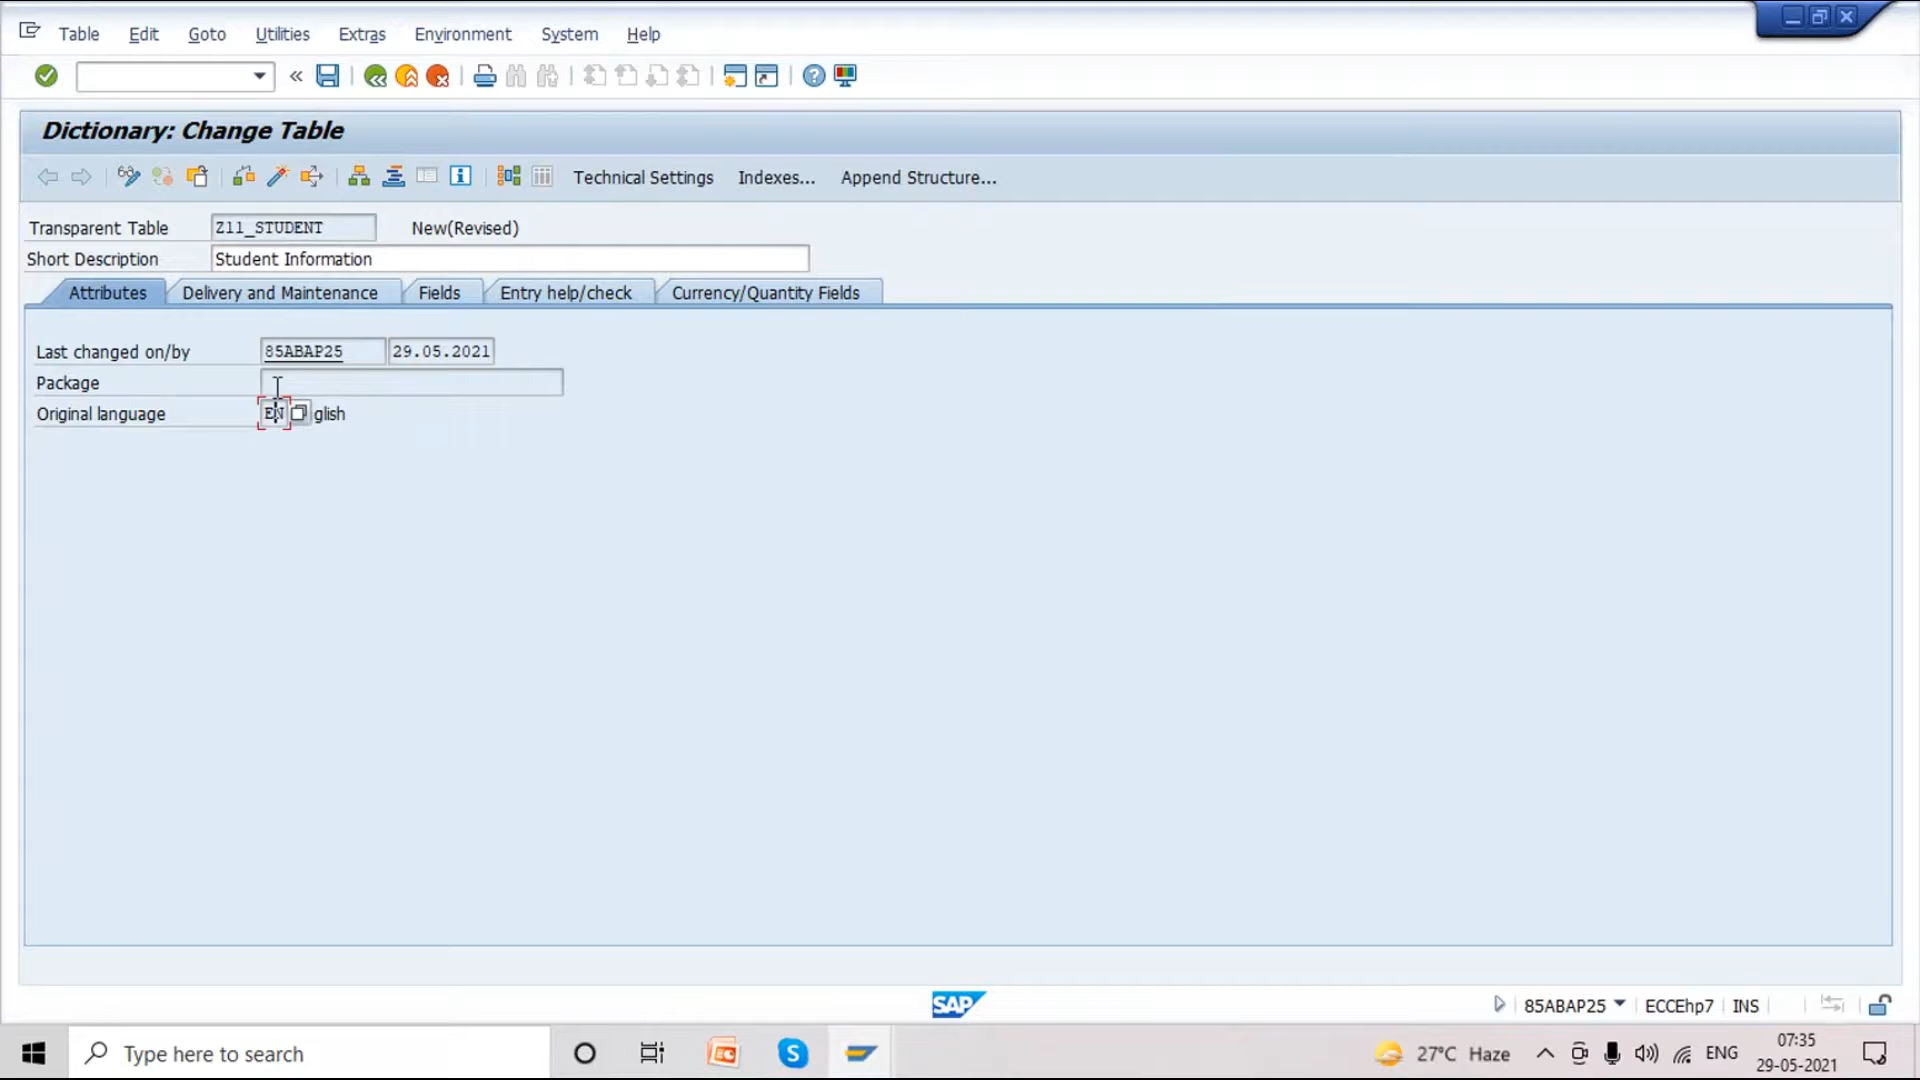 Table Edit Goto Utilities Extras Environment System Help
Dictionary: Change Table
Technical Settings Indexes... Append Structure...
Transparent Table Z11_STUDENT New(Revised)
Short Description Student Information
Attributes Delivery and Maintenance Fields Entry help/check Currency/Quantity Fields
Last changed on/by 85ABAP25 29.05.2021
Package
Original language EN glish
SAP 85ABAP25 ECCEhp7 INS
Type here to search 27°C Haze ENG 07:35
29-05-2021